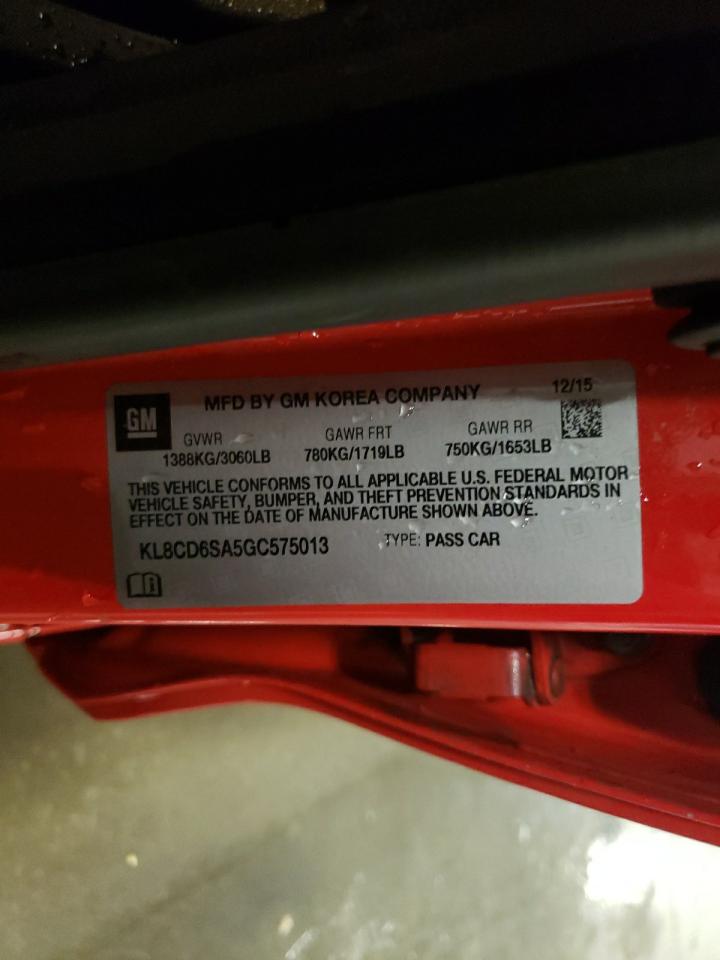 MFD BY GM KOREA COMPANY 12/15
GM
GVWR GAWR FRT GAWR RR
1388KG/3060LB 780KG/1719LB 750KG/1653LB
THIS VEHICLE CONFORMS TO ALL APPLICABLE U.S. FEDERAL MOTOR
VEHICLE SAFETY, BUMPER, AND THEFT PREVENTION STANDARDS IN
EFFECT ON THE DATE OF MANUFACTURE SHOWN ABOVE.
KL8CD6SA5GC575013 TYPE: PASS CAR